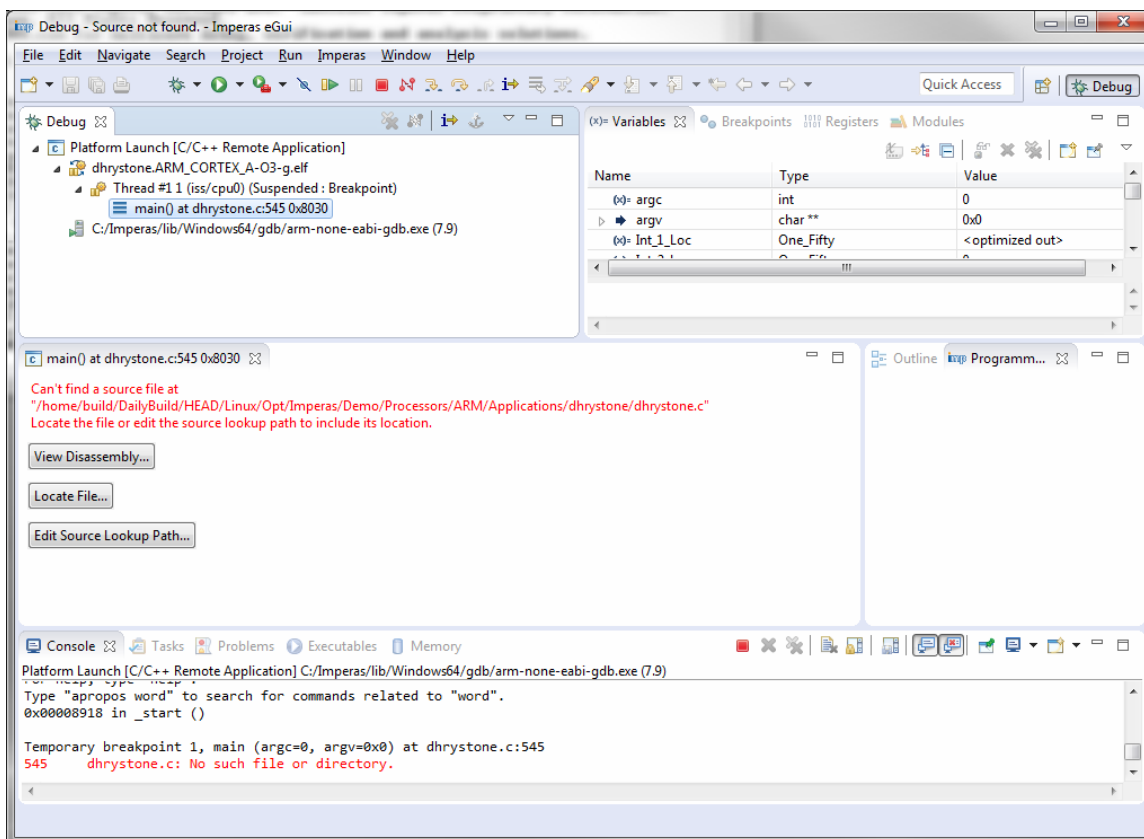 imp Debug - Source not found. - Imperas eGui
File Edit Navigate Search Project Run Imperas Window Help
Quick Access Debug
Debug
Platform Launch [C/C++ Remote Application]
dhrystone.ARM_CORTEX_A-O3-g.elf
Thread #1 1 (iss/cpu0) (Suspended : Breakpoint)
main() at dhrystone.c:545 0x8030
C:/Imperas/lib/Windows64/gdb/arm-none-eabi-gdb.exe (7.9)
(x)= Variables Breakpoints Registers Modules
Name Type Value
(x)= argc int 0
argv char ** 0x0
(x)= Int_1_Loc One_Fifty <optimized out>
main() at dhrystone.c:545 0x8030
Can't find a source file at
"/home/build/DailyBuild/HEAD/Linux/Opt/Imperas/Demo/Processors/ARM/Applications/dhrystone/dhrystone.c"
Locate the file or edit the source lookup path to include its location.
View Disassembly...
Locate File...
Edit Source Lookup Path...
Outline imp Programm...
Console Tasks Problems Executables Memory
Platform Launch [C/C++ Remote Application] C:/Imperas/lib/Windows64/gdb/arm-none-eabi-gdb.exe (7.9)
Type "apropos word" to search for commands related to "word".
0x00008918 in _start ()
Temporary breakpoint 1, main (argc=0, argv=0x0) at dhrystone.c:545
545 dhrystone.c: No such file or directory.